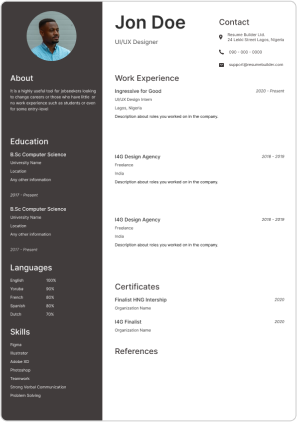 Jon Doe
UI/UX Designer
Contact
Resume Builder Ltd.
24 Lekki Street Lagos, Nigeria
090 - 000 - 0000
support@resumebuilder.com
About
It is a highly useful tool for jobseekers looking
to change careers or those who have little or
no work experience such as students or even
for some entry-level
Education
B.Sc Computer Science
University Name
Location
Any other information
2017 - Present
B.Sc Computer Science
University Name
Location
Any other information
2017 - Present
Languages
English 100%
Yoruba 90%
French 80%
Spanish 80%
Dutch 70%
Skills
Figma
Illustrator
Adobe XD
Photoshop
Teamwork
Strong Verbal Communication
Problem Solving
Work Experience
Ingressive for Good 2020 - Present
UI/UX Design Intern
Lagos, Nigeria
Description about roles you worked on in the company.
I4G Design Agency 2018 - 2019
Freelance
India
Description about roles you worked on in the company.
I4G Design Agency 2018 - 2019
Freelance
India
Description about roles you worked on in the company.
Certificates
Finalist HNG Intership 2020
Organization Name
I4G Finalist 2020
Organization Name
References